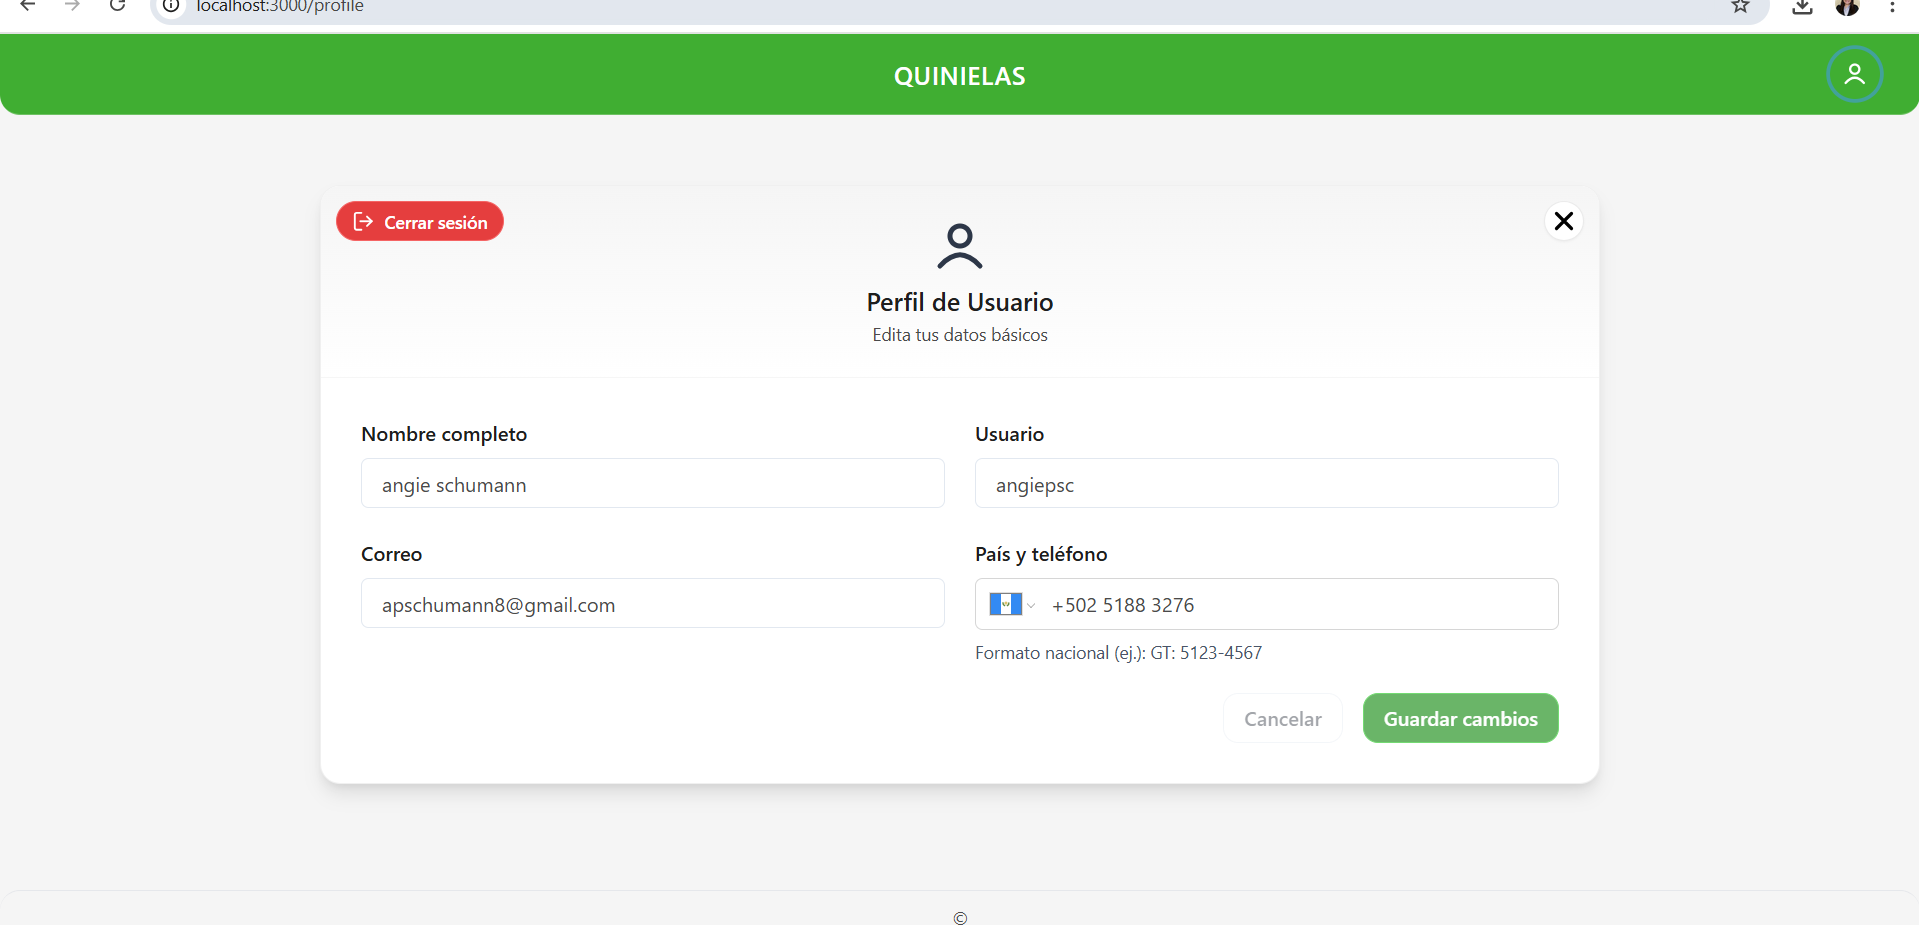 localhost:3000/profile
QUINIELAS
Cerrar sesión
Perfil de Usuario
Edita tus datos básicos
Nombre completo
Usuario
angie schumann
angiepsc
Correo
País y teléfono
apschumann8@gmail.com
+502 5188 3276
Formato nacional (ej.): GT: 5123-4567
Cancelar
Guardar cambios
©